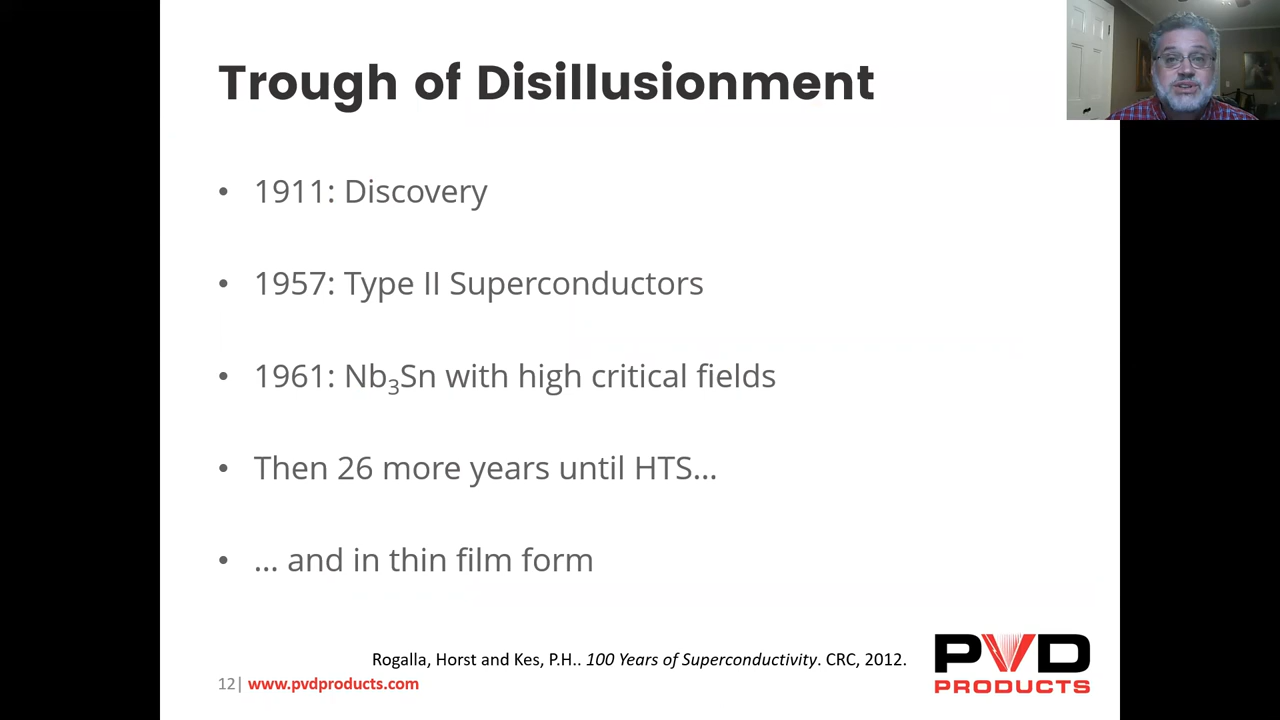 Trough of Disillusionment
• 1911: Discovery
• 1957: Type II Superconductors
• 1961: Nb₃Sn with high critical fields
• Then 26 more years until HTS…
• … and in thin film form
Rogalla, Horst and Kes, P.H.. 100 Years of Superconductivity. CRC, 2012.
12| www.pvdproducts.com
PVD
PRODUCTS